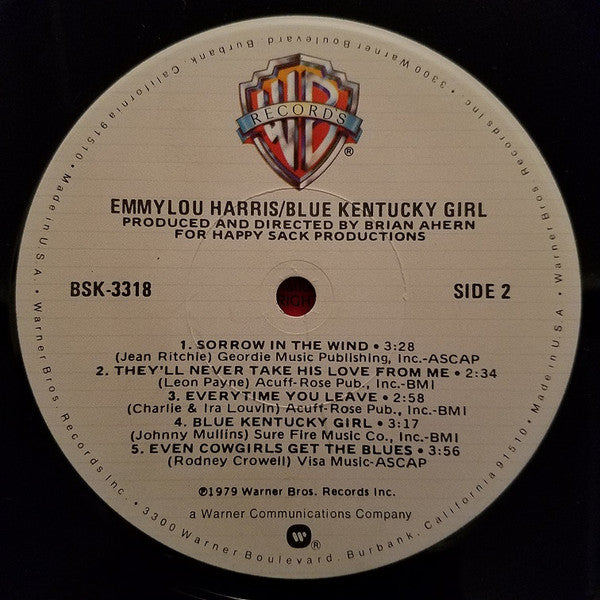 WB
RECORDS
®
EMMYLOU HARRIS/BLUE KENTUCKY GIRL
PRODUCED AND DIRECTED BY BRIAN AHERN
FOR HAPPY SACK PRODUCTIONS
BSK-3318
SIDE 2
RIGH
1. SORROW IN THE WIND • 3:28
(Jean Ritchie) Geordie Music Publishing, Inc.-ASCAP
2. THEY'LL NEVER TAKE HIS LOVE FROM ME • 2:34
(Leon Payne) Acuff-Rose Pub., Inc.-BMI
3. EVERYTIME YOU LEAVE • 2:58
(Charlie & Ira Louvin) Acuff-Rose Pub., Inc.-BMI
4. BLUE KENTUCKY GIRL • 3:17
(Johnny Mullins) Sure Fire Music Co., Inc.-BMI
5. EVEN COWGIRLS GET THE BLUES • 3:56
(Rodney Crowell) Visa Music-ASCAP
℗1979 Warner Bros. Records Inc.
a Warner Communications Company
W ®
Warner Bros. Records Inc. • 3300 Warner Boulevard, Burbank, California 91510 • Made in U.S.A. • Warner Bros. Records Inc. • 3300 Warner Boulevard, Burbank, California 91510 • Made in U.S.A. •